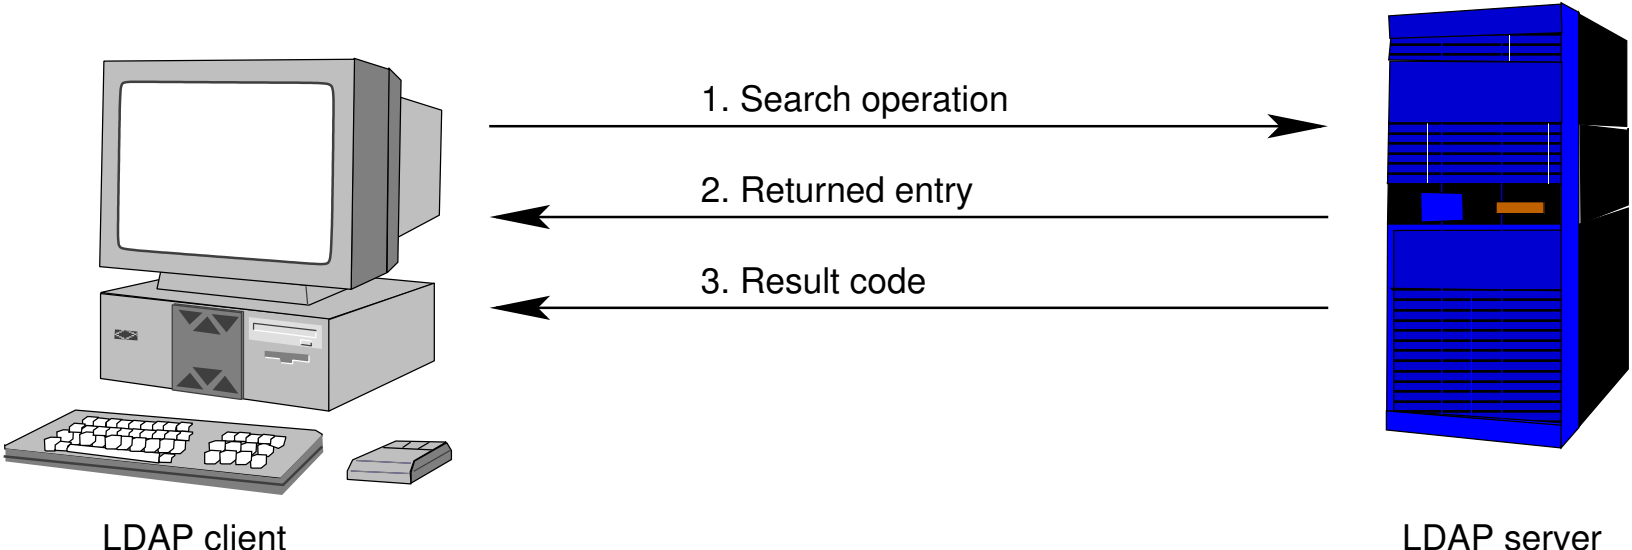 1. Search operation
2. Returned entry
3. Result code
LDAP client
LDAP server